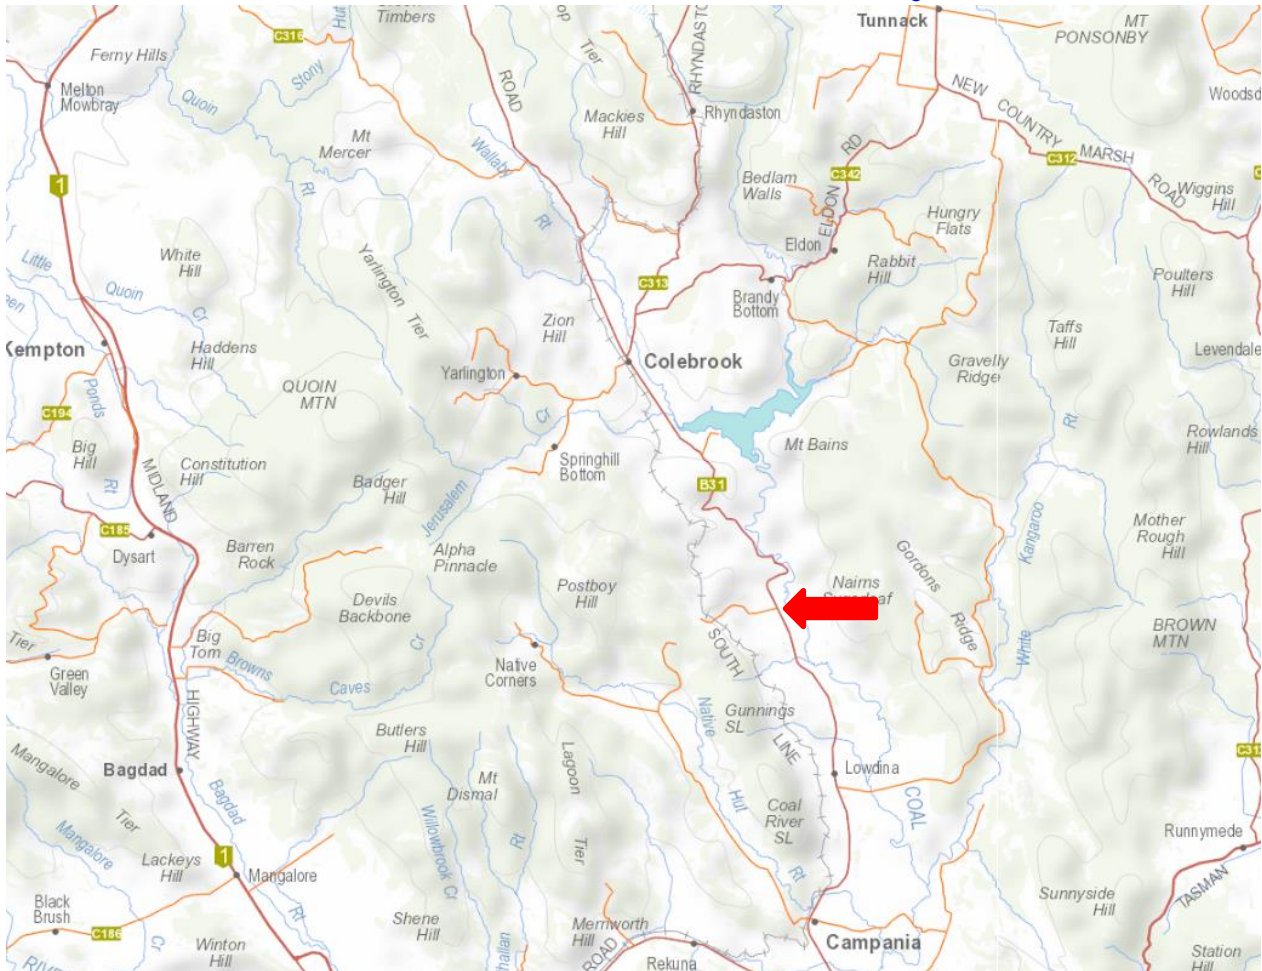 Timbers
Tunnack
MT
PONSONBY
C316
Hut
Ferny Hills
Stony
Tier
ROAD
RHYNDASTO
NEW COUNTRY MARSH ROAD
Melton
Mowbray
Quoin
Rt
Mackies
Hill
Rhyndaston
Woodsd
Mt
Mercer
Wallaby
Rt
RD
C312
1
Bedlam
Walls
C342
Wiggins
Hill
ELDON
Hungry
Flats
White
Hill
Eldon
Little
Quoin
Cr
Yarlington
Tier
C313
Rabbit
Hill
Poulters
Hill
Brandy
Bottom
Zion
Hill
Taffs
Hill
Kempton
Haddens
Hill
Colebrook
Gravelly
Ridge
Levendale
QUOIN
MTN
Yarlington
Ponds
Rt
C194
Cr
Rt
Big
Hill
Mt Bains
Rowlands
Hill
Constitution
Hill
Springhill
Bottom
MIDLAND
Badger
Hill
B31
Jerusalem
Kangaroo
C185
Dysart
Mother
Rough
Hill
Barren
Rock
Alpha
Pinnacle
Gordons
Ridge
Devils
Backbone
Postboy
Hill
Nairns
Sugarloaf
Tier
Big
Tom
Cr
SOUTH
LINE
White
BROWN
MTN
Green
Valley
Browns
Caves
Native
Corners
HIGHWAY
Native
Hut
Rt
Gunnings
SL
Butlers
Hill
Mangalore
Tier
Lagoon
Tier
Bagdad
Mt
Dismal
Lowdina
Bagdad
Rt
Willowbrook Cr
Rt
COAL
Coal
River
SL
Mangalore
Cr
Runnymede
Lackeys
Hill
1
Mangalore
Black
Brush
Sunnyside
Hill
TASMAN
C186
Shene
Hill
Merriworth
Hill
Campania
Winton
Hill
ROAD
Rekuna
Station
Hill